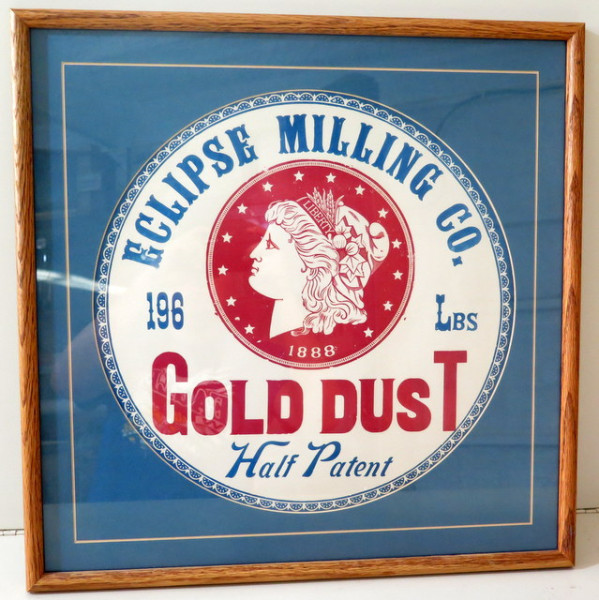 ECLIPSE MILLING CO.
LIBERTY
196 LBS
1888
GOLD DUST
Half Patent